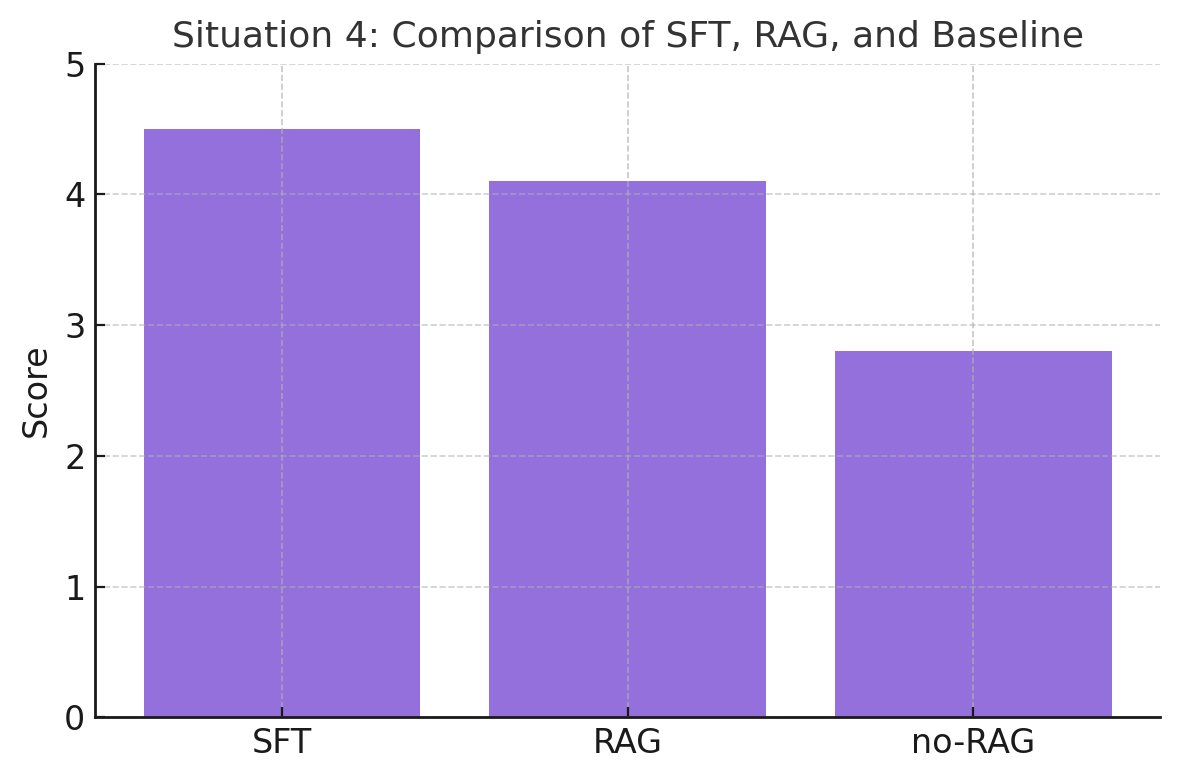 Situation 4: Comparison of SFT, RAG, and Baseline
5
4
3
2
1
0
Score
SFT RAG no-RAG